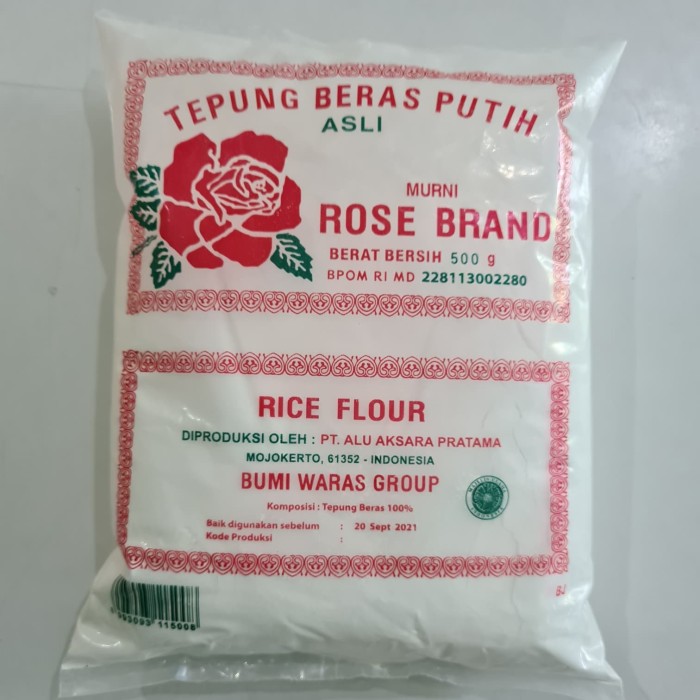 TEPUNG BERAS PUTIH
ASLI
MURNI
ROSE BRAND
BERAT BERSIH 500 g
BPOM RI MD 228113002280
RICE FLOUR
DIPRODUKSI OLEH : PT. ALU AKSARA PRATAMA
MOJOKERTO, 61352 - INDONESIA
BUMI WARAS GROUP
Komposisi : Tepung Beras 100%
Baik digunakan sebelum : 20 Sept 2021
Kode Produksi :
993093 115008